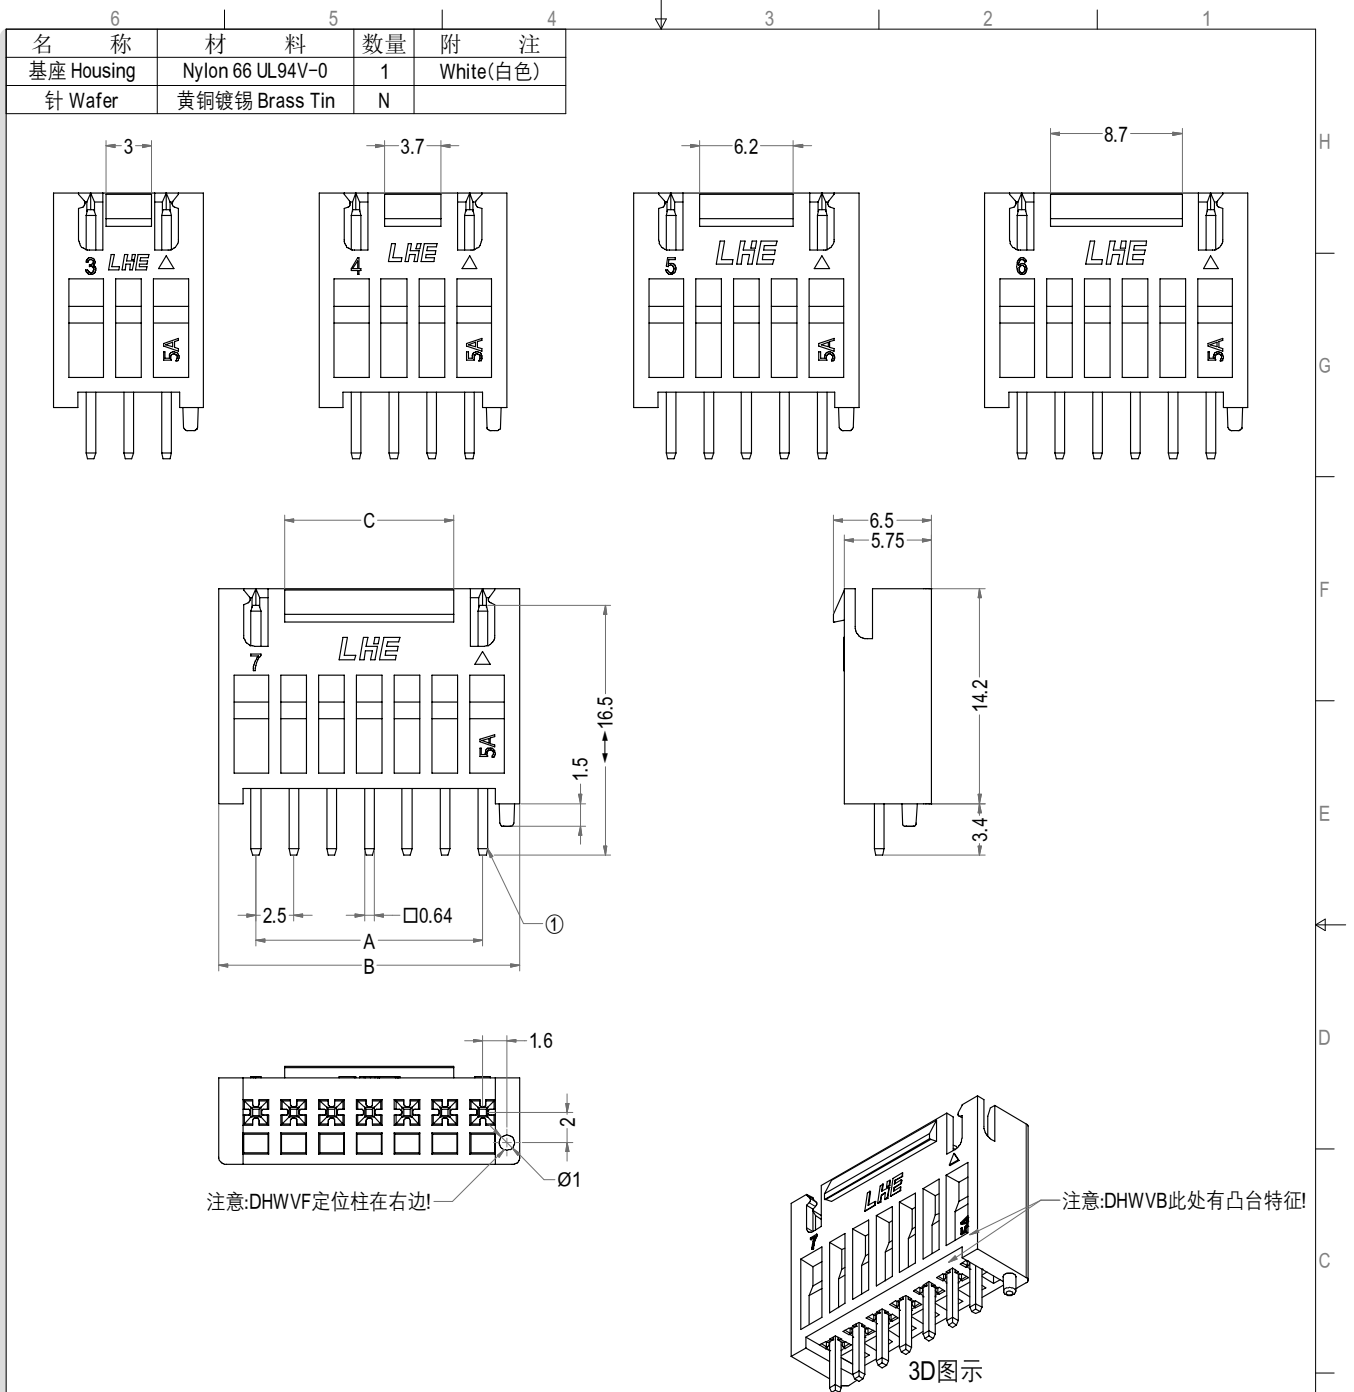 6 5 4 3 2 1
名 称 材 料 数量 附 注
基座 Housing Nylon 66 UL94V-0 1 White(白色)
针 Wafer 黄铜镀锡 Brass Tin N
H
3 3.7 6.2 8.7
3 LHE 4 LHE 5 LHE 6 LHE
5A 5A 5A 5A
G
C 6.5
5.75
F
7 LHE
5A
16.5
1.5
14.2
3.4
E
2.5 □0.64 ①
A
B
D
1.6
2
Ø1
注意:DHWVF定位柱在右边!
注意:DHWVB此处有凸台特征!
LHE
7
5A
C
3D图示